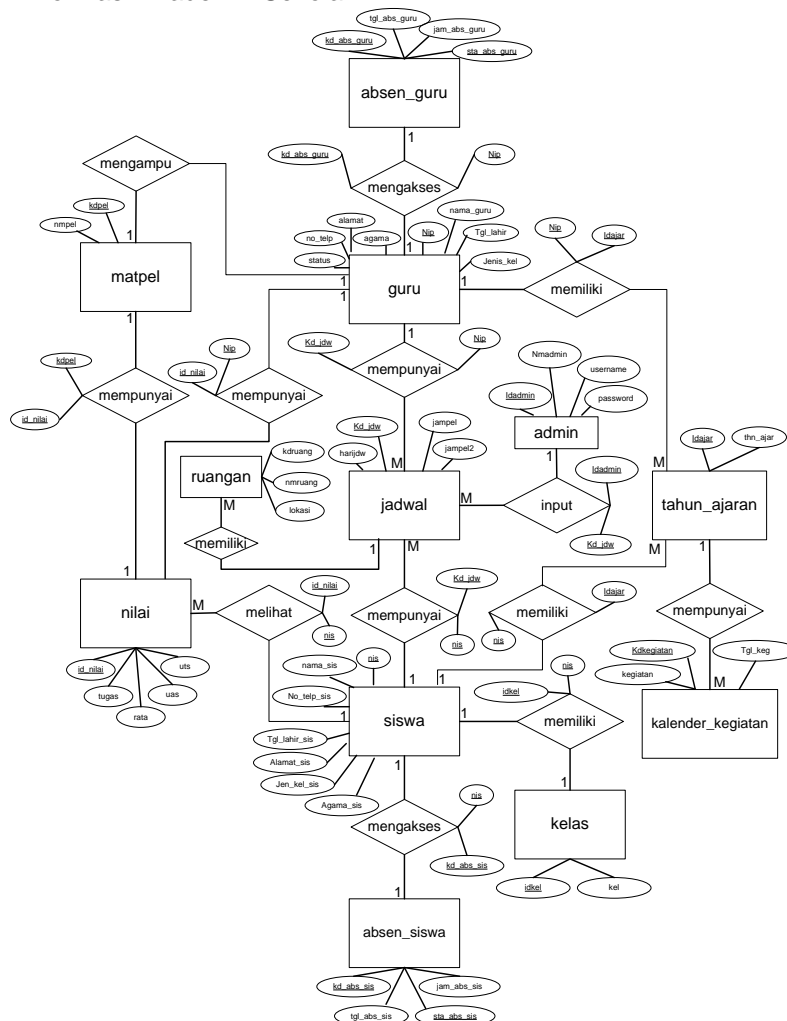 tgl_abs_guru
jam_abs_guru
kd_abs_guru
sta_abs_guru
absen_guru
1
kd_abs_guru
Nip
mengampu
mengakses
kdpel
nmpel
1
matpel
1
alamat
nama_guru
no_telp
agama
Nip
Tgl_lahir
status
Jenis_kel
1
1
1
1
guru
1
Nip
Idajar
memiliki
kdpel
mempunyai
id_nilai
Nip
id_nilai
mempunyai
Kd_jdw
Nip
mempunyai
Nmadmin
username
Idadmin
password
admin
1
Kd_jdw
jampel
harijdw
jampel2
M
jadwal
M
1
M
kdruang
ruangan
nmruang
lokasi
M
memiliki
Idadmin
input
Kd_jdw
Idajar
thn_ajar
M
tahun_ajaran
M
1
1
1
nilai
M
id_nilai
melihat
nis
Kd_jdw
mempunyai
nis
Idajar
memiliki
nis
mempunyai
id_nilai
uts
tugas
uas
rata
nama_sis
nis
No_telp_sis
Tgl_lahir_sis
Alamat_sis
Jen_kel_sis
Agama_sis
1
1
1
siswa
1
1
nis
idkel
memiliki
1
Kdkegiatan
Tgl_keg
kegiatan
M
kalender_kegiatan
nis
mengakses
kd_abs_sis
kelas
idkel
kel
1
absen_siswa
kd_abs_sis
jam_abs_sis
tgl_abs_sis
sta_abs_sis